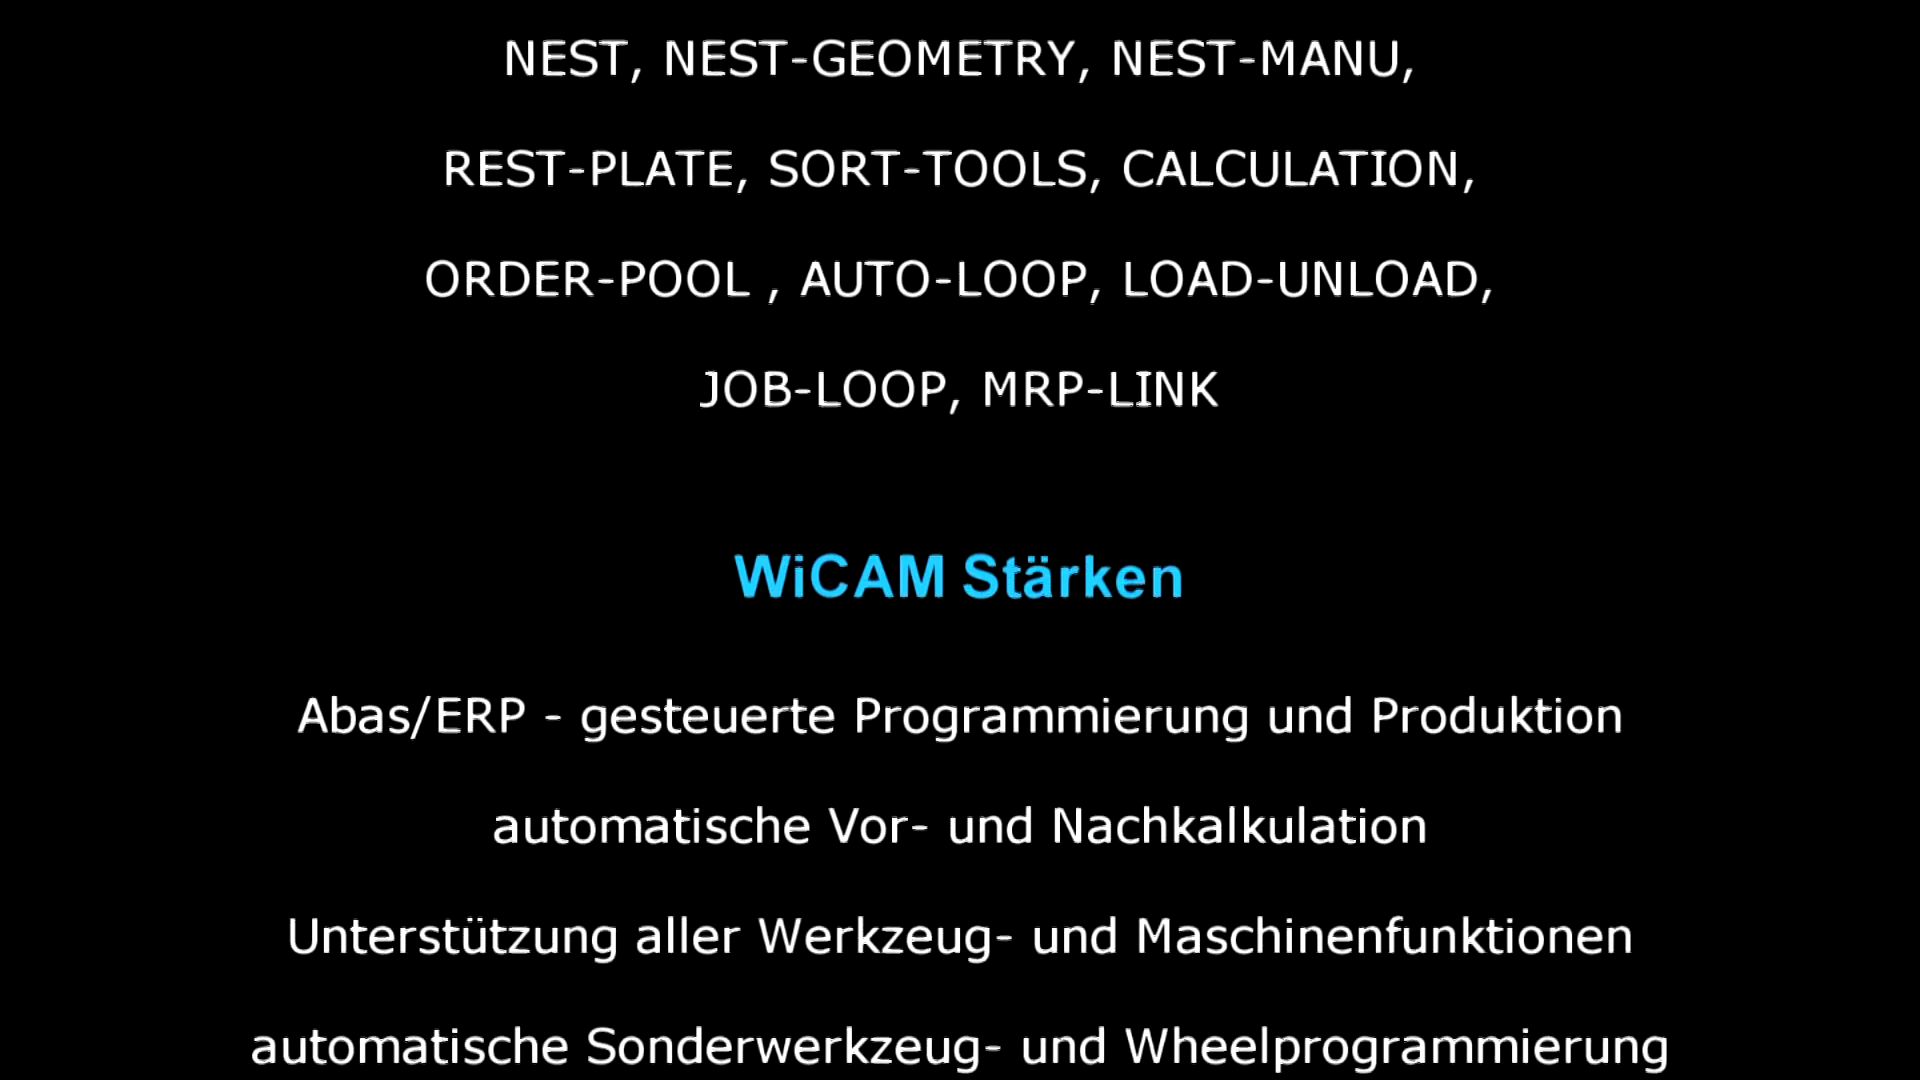 NEST, NEST-GEOMETRY, NEST-MANU,
REST-PLATE, SORT-TOOLS, CALCULATION,
ORDER-POOL , AUTO-LOOP, LOAD-UNLOAD,
JOB-LOOP, MRP-LINK
WiCAM Stärken
Abas/ERP - gesteuerte Programmierung und Produktion
automatische Vor- und Nachkalkulation
Unterstützung aller Werkzeug- und Maschinenfunktionen
automatische Sonderwerkzeug- und Wheelprogrammierung